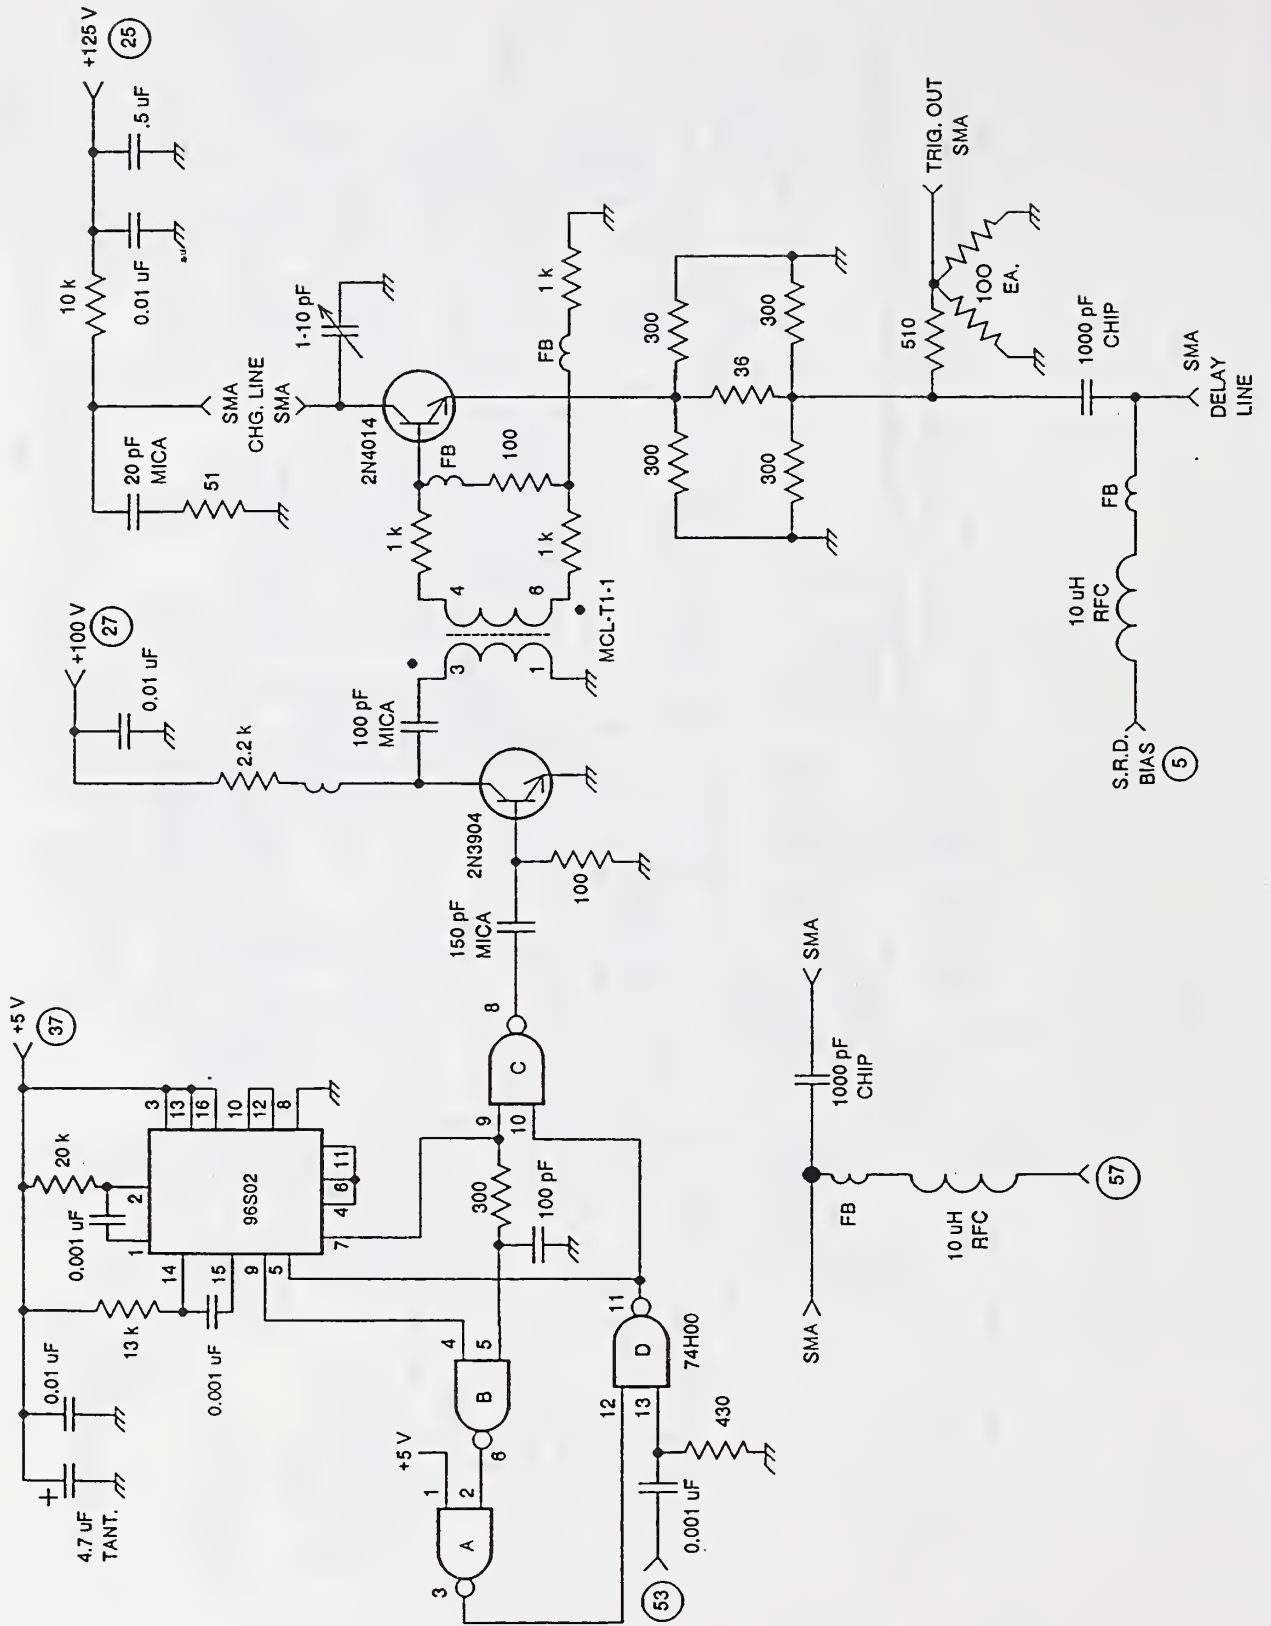 +125 V
25
.5 uF
0.01 uF
10 k
SMA
CHG. LINE
SMA
1-10 pF
20 pF
MICA
51
2N4014
FB
100
1 k
1 k
FB
1 k
4
6
MCL-T1-1
3
1
+100 V
27
0.01 uF
2.2 k
100 pF
MICA
2N3904
100
150 pF
MICA
300
300
36
300
300
510
100
EA.
TRIG. OUT
SMA
1000 pF
CHIP
SMA
DELAY
LINE
FB
10 uH
RFC
S.R.D.
BIAS
5
+5 V
37
20 k
0.001 uF
13 k
0.001 uF
0.01 uF
+
4.7 uF
TANT.
96S02
3
13
16
10
12
8
2
1
14
15
9
5
7
4
6
11
8
C
9
10
300
100 pF
4
5
B
6
+5 V
1
2
A
3
11
D
74H00
12
13
430
0.001 uF
53
SMA
1000 pF
CHIP
SMA
FB
10 uH
RFC
57